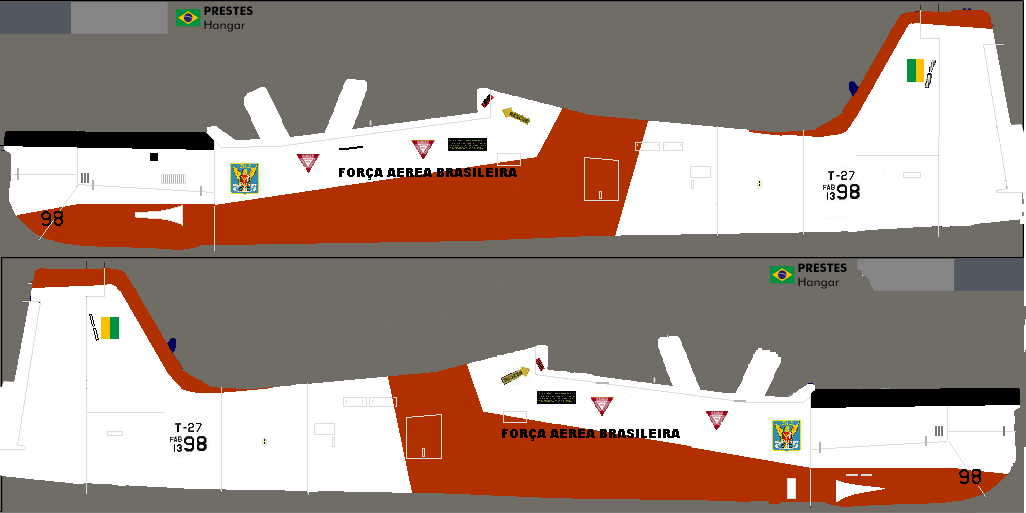 PRESTES
Hangar
FORÇA AEREA BRASILEIRA
T-27
FAB
13 98
98
PRESTES
Hangar
T-27
FAB
13 98
FORÇA AEREA BRASILEIRA
98